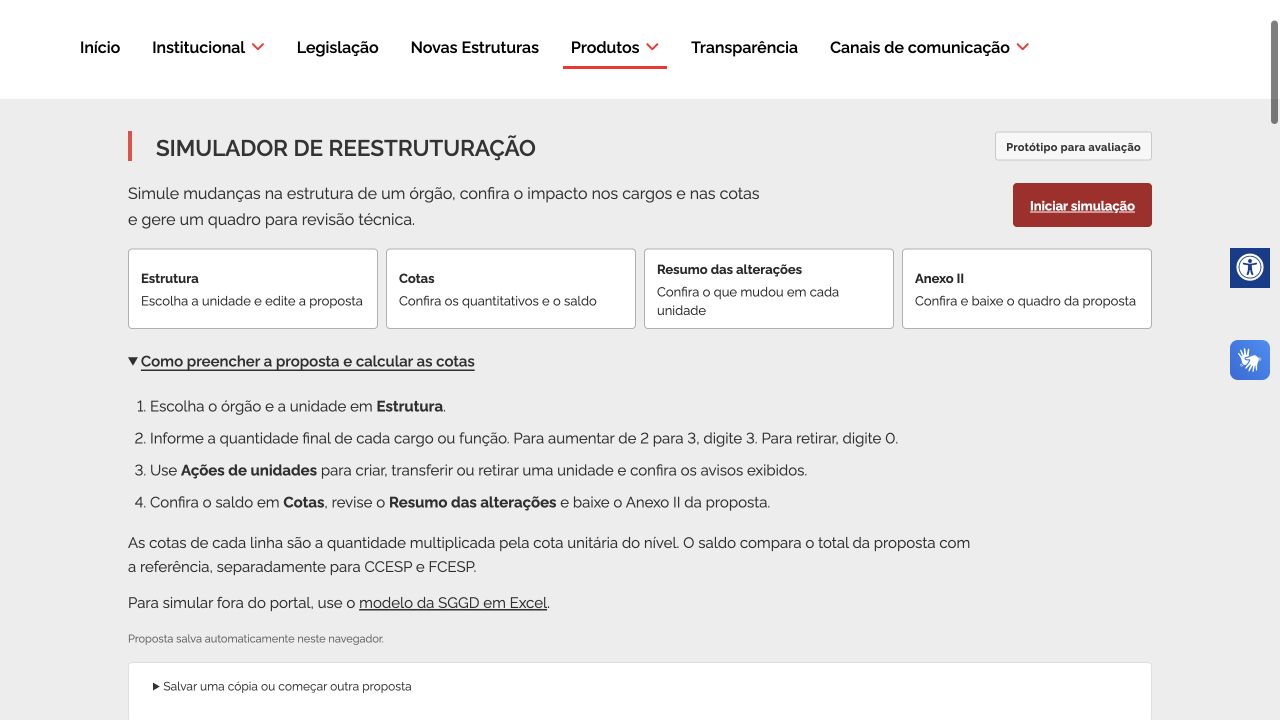 Início
Institucional
Legislação
Novas Estruturas
Produtos
Transparência
Canais de comunicação
SIMULADOR DE REESTRUTURAÇÃO
Protótipo para avaliação
Simule mudanças na estrutura de um órgão, confira o impacto nos cargos e nas cotas
e gere um quadro para revisão técnica.
Iniciar simulação
Estrutura
Escolha a unidade e edite a proposta
Cotas
Confira os quantitativos e o saldo
Resumo das alterações
Confira o que mudou em cada
unidade
Anexo II
Confira e baixe o quadro da proposta
Como preencher a proposta e calcular as cotas
1. Escolha o órgão e a unidade em Estrutura.
2. Informe a quantidade final de cada cargo ou função. Para aumentar de 2 para 3, digite 3. Para retirar, digite 0.
3. Use Ações de unidades para criar, transferir ou retirar uma unidade e confira os avisos exibidos.
4. Confira o saldo em Cotas, revise o Resumo das alterações e baixe o Anexo II da proposta.
As cotas de cada linha são a quantidade multiplicada pela cota unitária do nível. O saldo compara o total da proposta com
a referência, separadamente para CCESP e FCESP.
Para simular fora do portal, use o modelo da SGGD em Excel.
Proposta salva automaticamente neste navegador.
Salvar uma cópia ou começar outra proposta